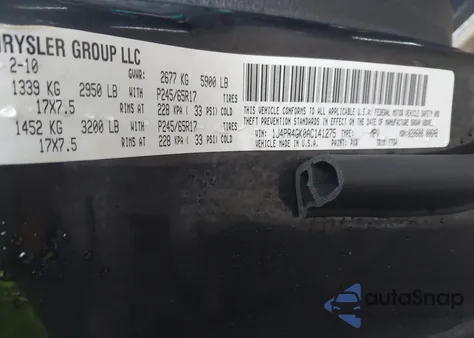 HRYSLER GROUP LLC
2-10
GVWR: 2677 KG 5900 LB
1339 KG 2950 LB P245/65R17 TIRES
17X7.5 RIMS AT 228 KPA ( 33 PSI) COLD
1452 KG 3200 LB P245/65R17 TIRES
17X7.5 RIMS AT 228 KPA ( 33 PSI) COLD
THIS VEHICLE CONFORMS TO ALL APPLICABLE U.S.A.
FEDERAL MOTOR VEHICLE SAFETY AND
THEFT PREVENTION STANDARDS IN EFFECT ON THE DATE OF MANUFACTURE
SHOWN ABOVE.
VIN: 1J4PR4GK0AC141275 TYPE: MPV
VEHICLE MADE IN U.S.A. PAINT: TRIM:
autoSnap